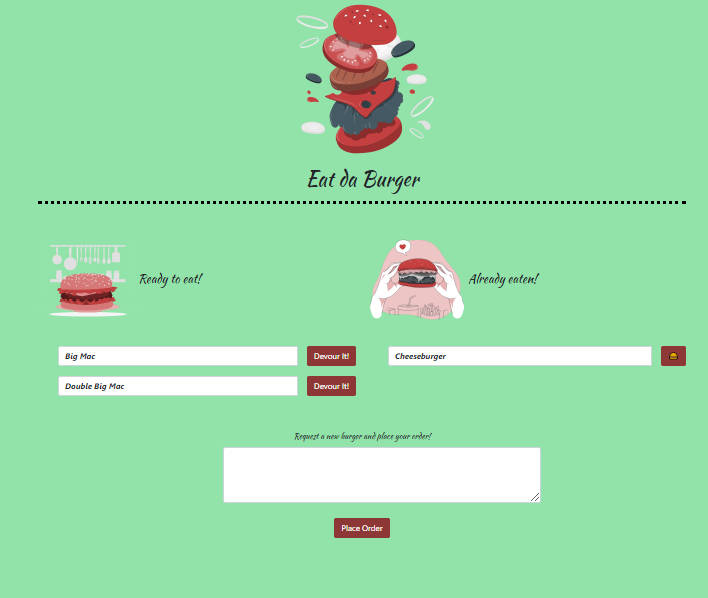 Eat da Burger
Ready to eat!
Already eaten!
Big Mac
Devour It!
Cheeseburger
Double Big Mac
Devour It!
Request a new burger and place your order!
Place Order